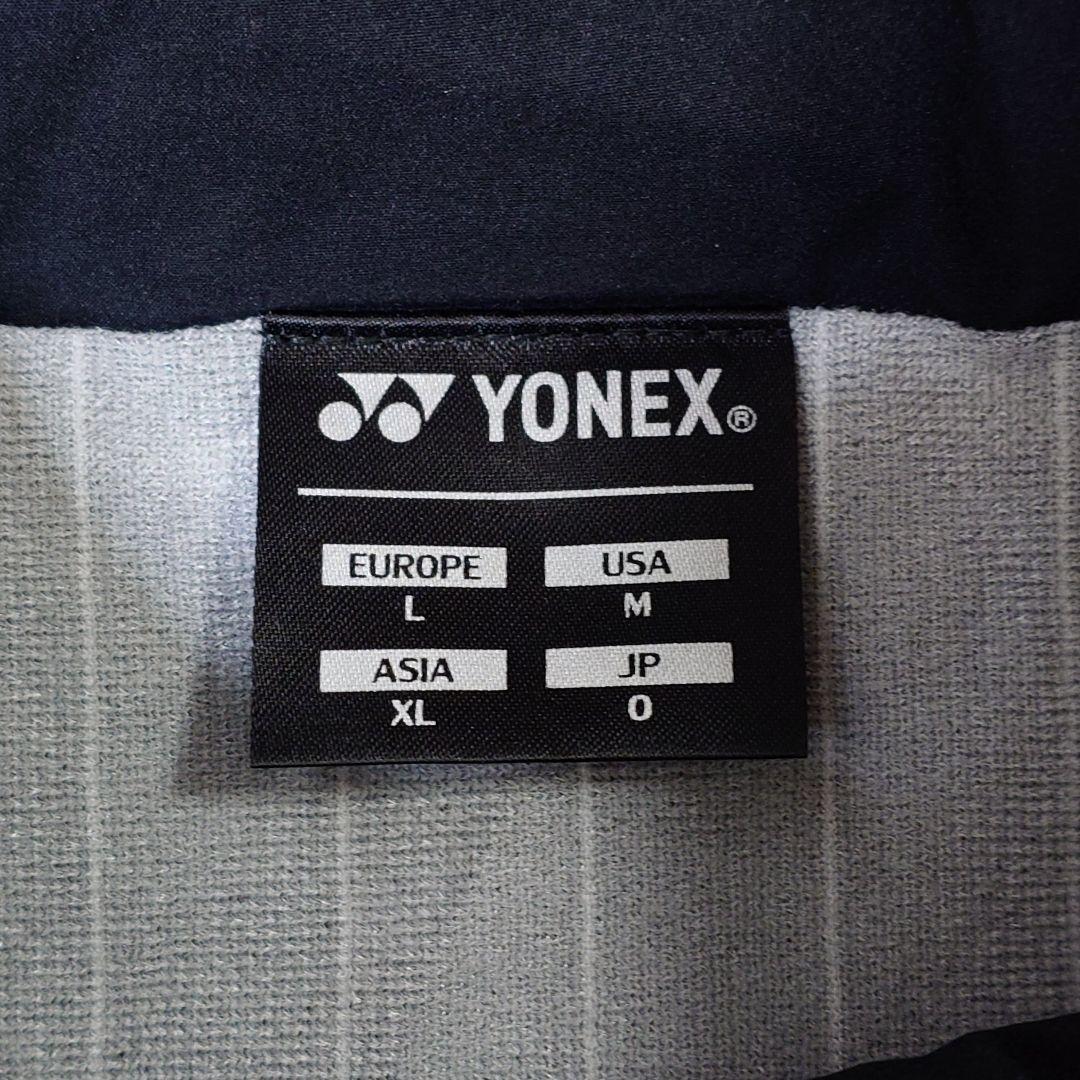 YONEX®
EUROPE USA
L M
ASIA JP
XL O